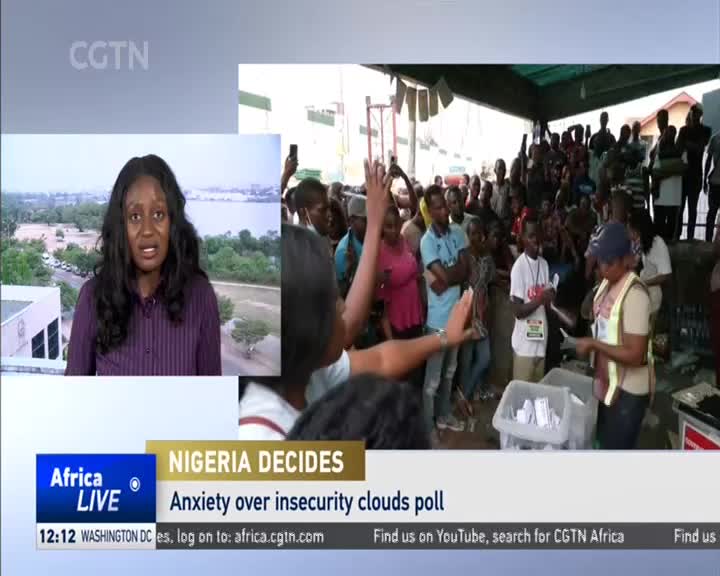 CGTN
NIGERIA DECIDES
Anxiety over insecurity clouds poll
Africa
LIVE
12:12 WASHINGTON DC
es, log on to: africa.cgtn.com Find us on YouTube, search for CGTN Africa Find us